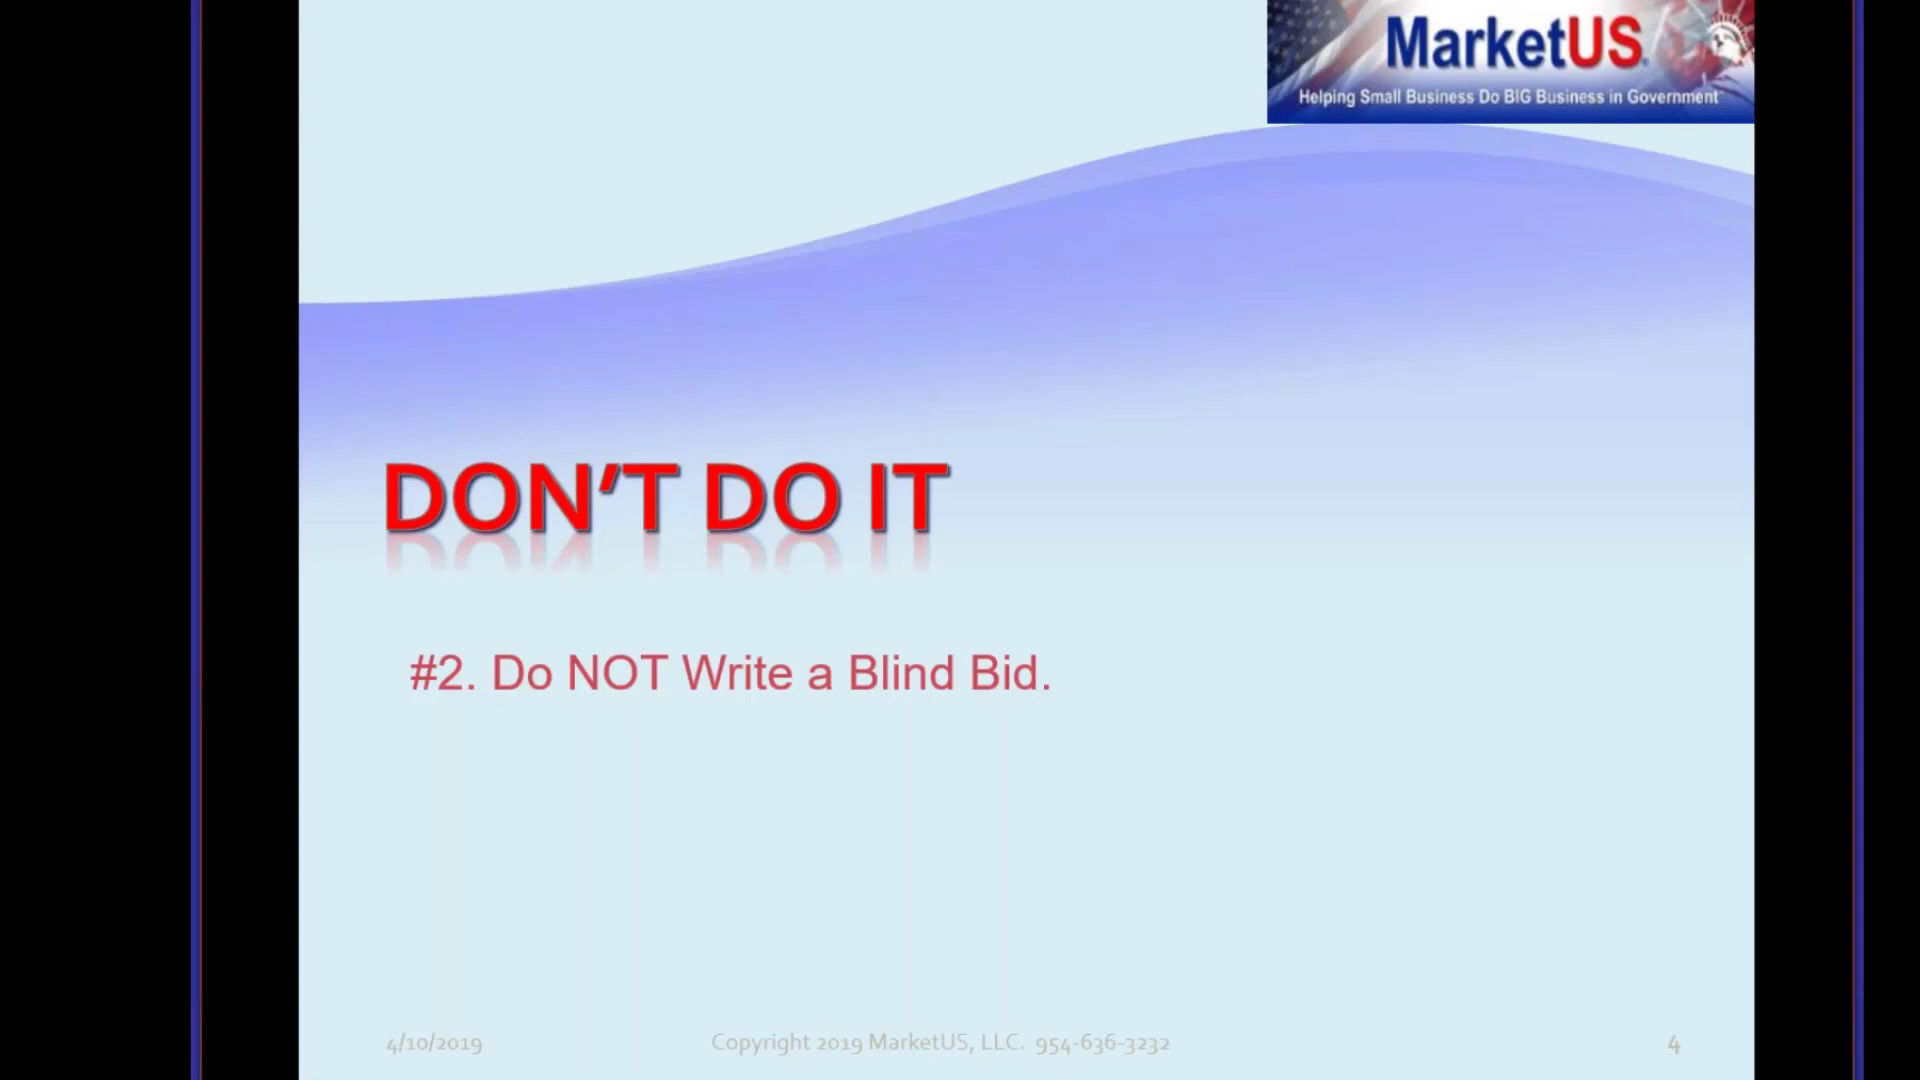 MarketUS
Helping Small Business Do BIG Business in Government
DON'T DO IT
#2. Do NOT Write a Blind Bid.
4/10/2019
Copyright 2019 MarketUS, LLC. 954-636-3232
4